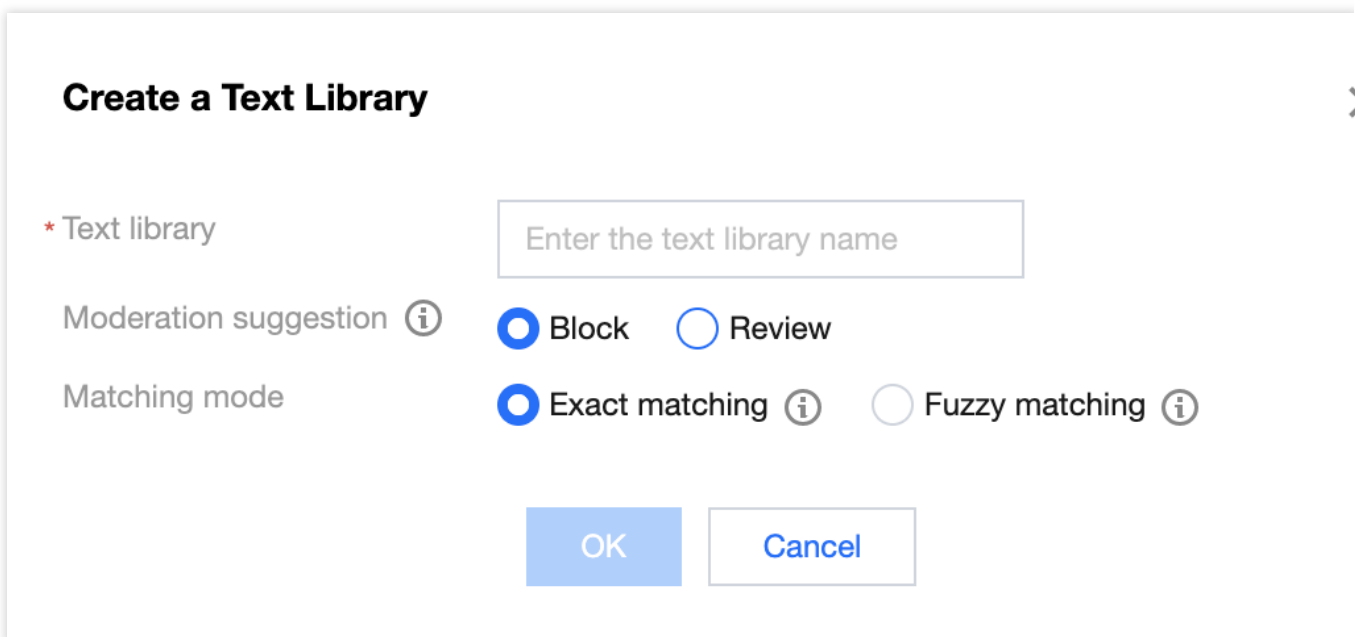 Create a Text Library
* Text library
Enter the text library name
Moderation suggestion
Block
Review
Matching mode
Exact matching
Fuzzy matching
OK
Cancel